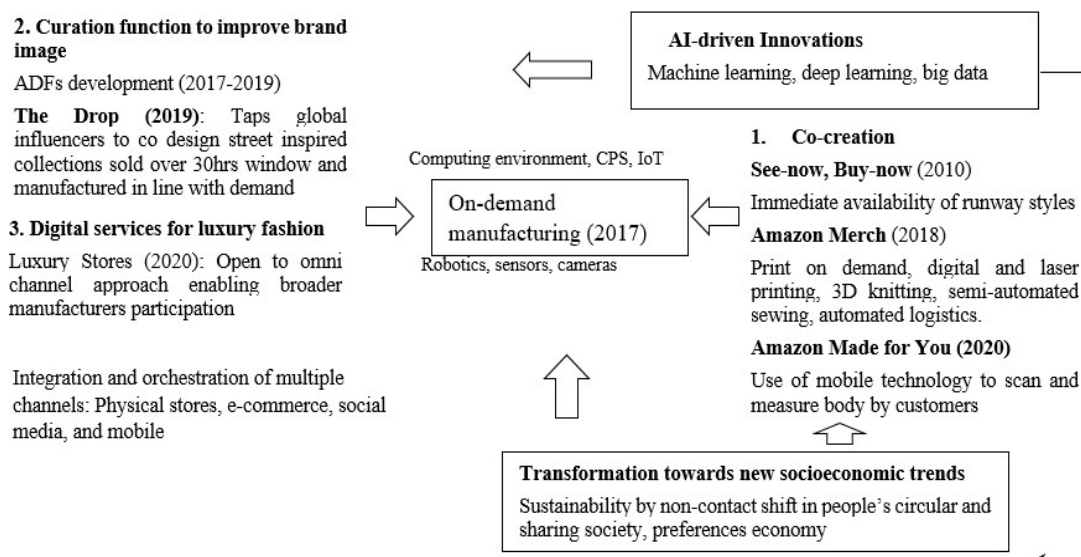 2. Curation function to improve brand
image
ADFs development (2017-2019)
The Drop (2019): Taps global
influencers to co design street inspired
collections sold over 30hrs window and
manufactured in line with demand
3. Digital services for luxury fashion
Luxury Stores (2020): Open to omni
channel approach enabling broader
manufacturers participation
Integration and orchestration of multiple
channels: Physical stores, e-commerce, social
media, and mobile
AI-driven Innovations
Machine learning, deep learning, big data
Computing environment, CPS, IoT
On-demand
manufacturing (2017)
Robotics, sensors, cameras
1. Co-creation
See-now, Buy-now (2010)
Immediate availability of runway styles
Amazon Merch (2018)
Print on demand, digital and laser
printing, 3D knitting, semi-automated
sewing, automated logistics.
Amazon Made for You (2020)
Use of mobile technology to scan and
measure body by customers
Transformation towards new socioeconomic trends
Sustainability by non-contact shift in people’s circular and
sharing society, preferences economy